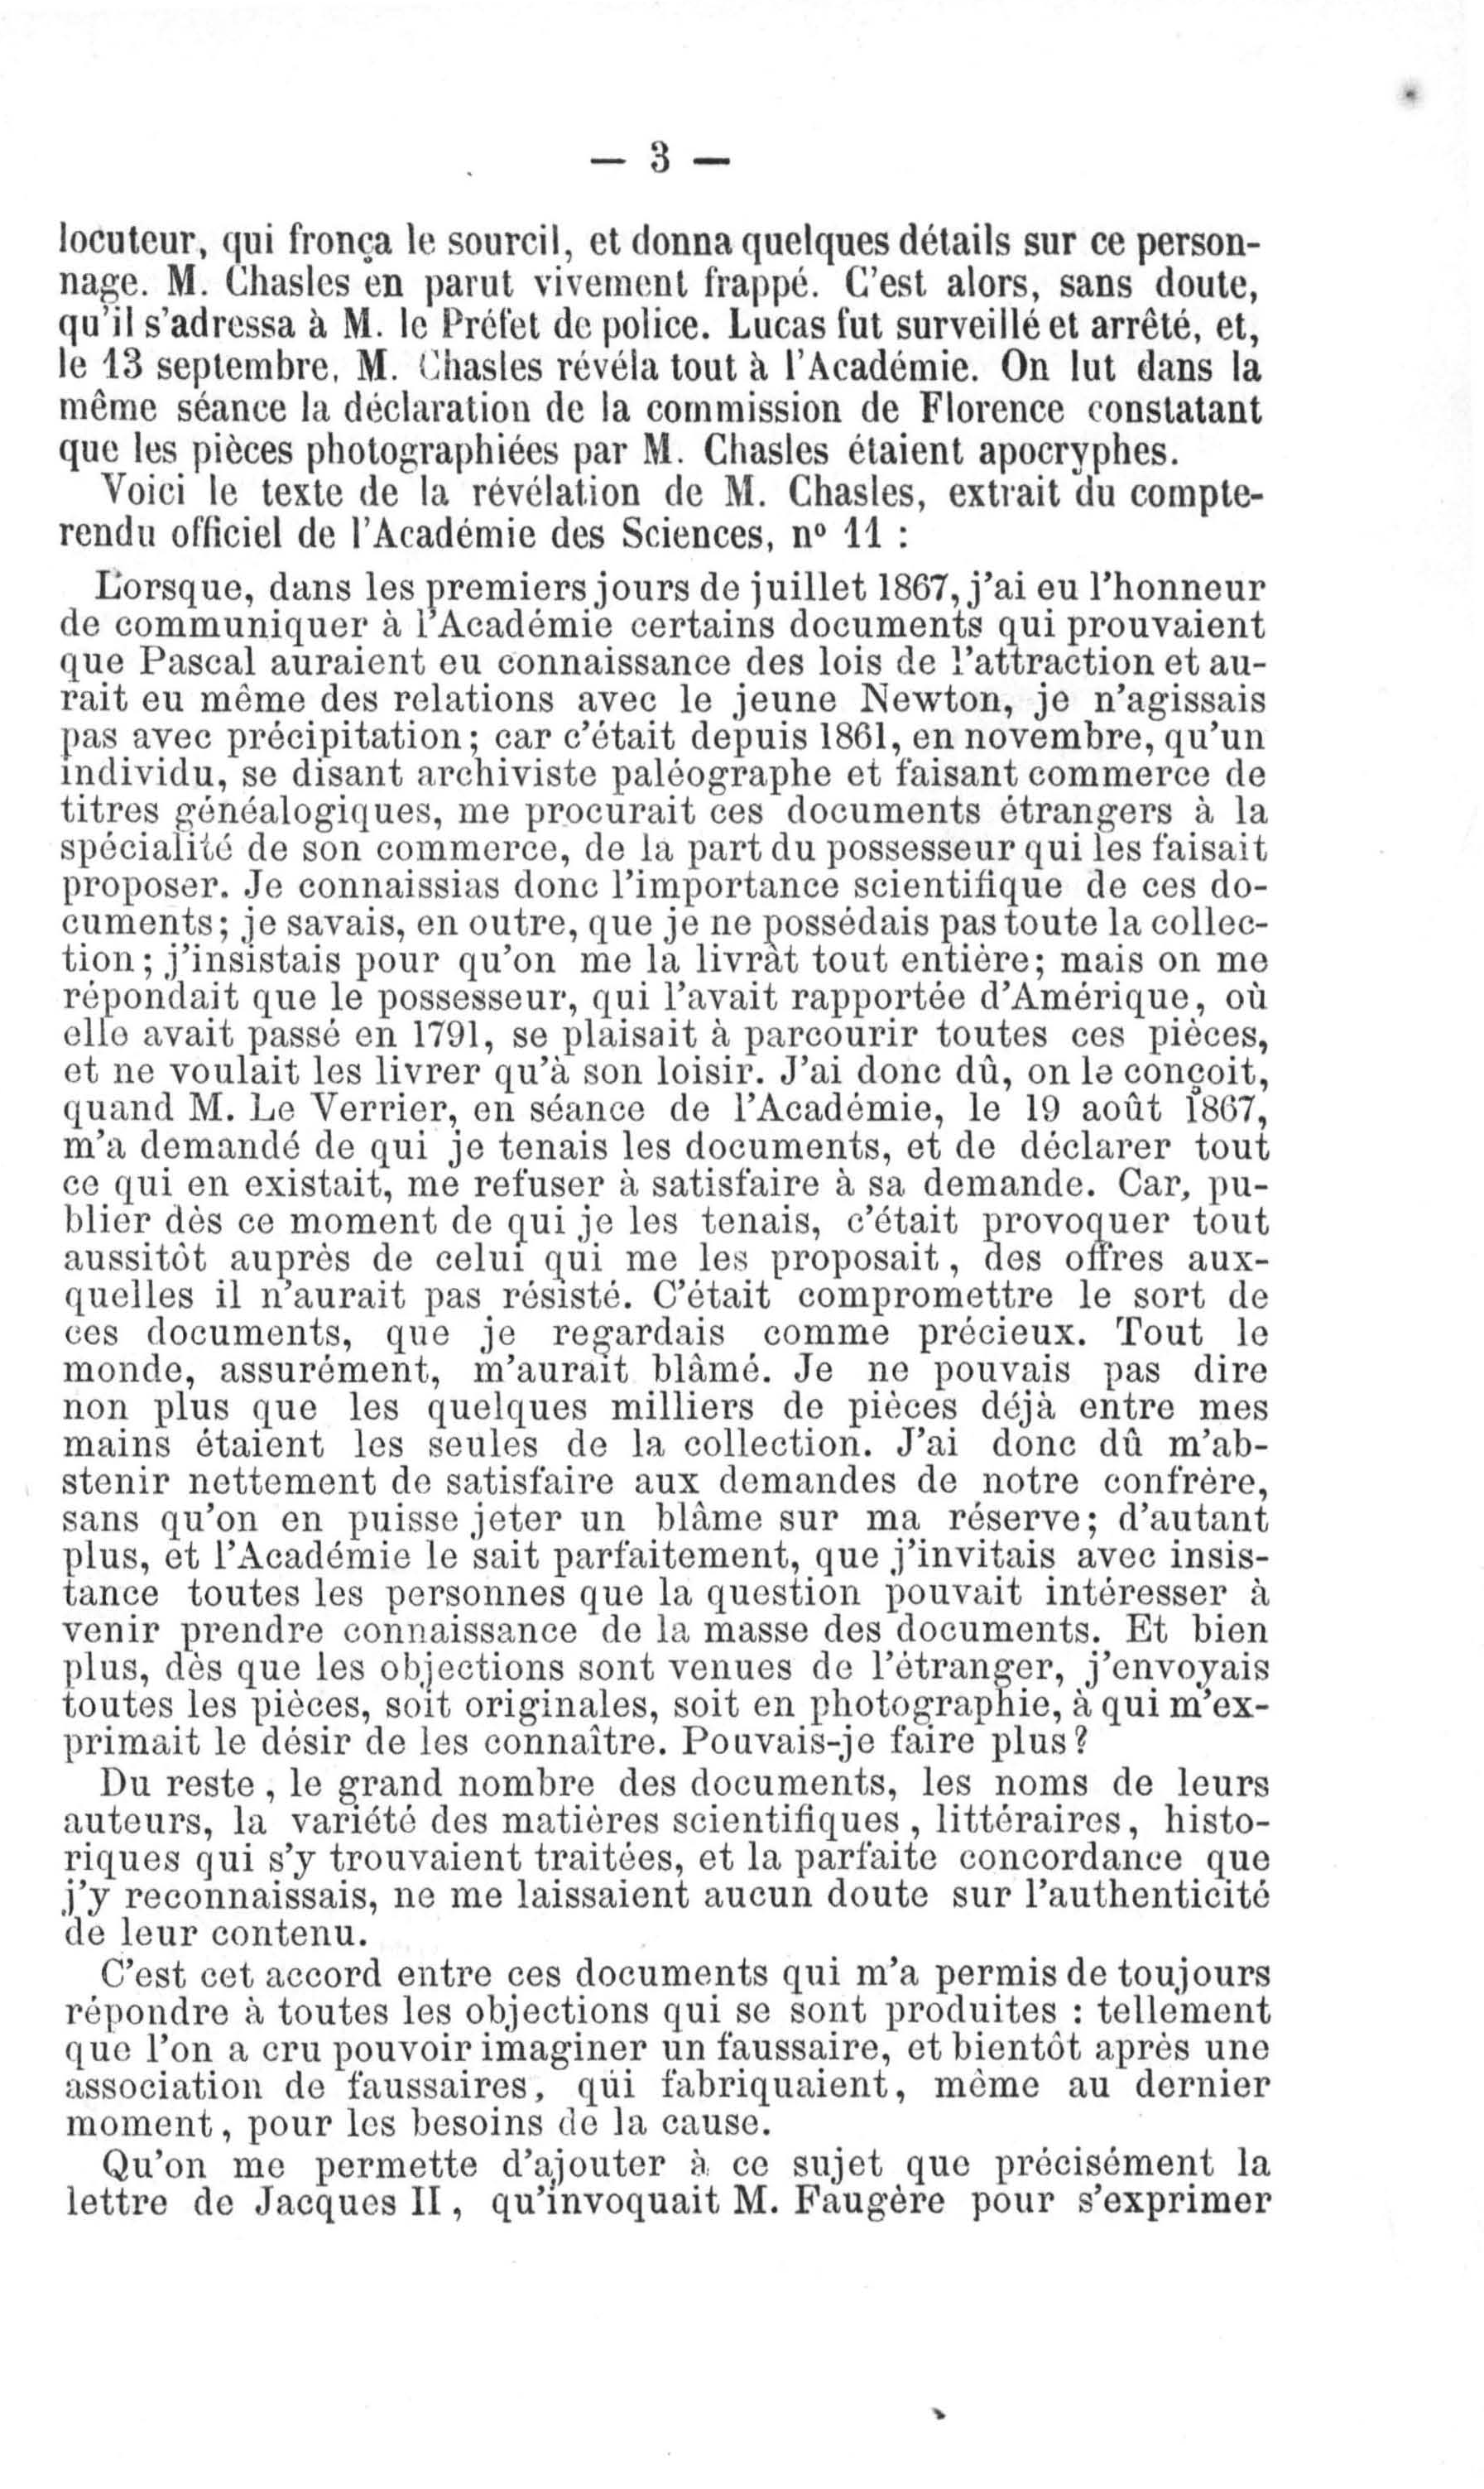 — 3 —
locuteur, qui fronça le sourcil, et donna quelques détails sur ce person-
nage. M. Chasles en parut vivement frappé. C'est alors, sans doute,
qu'il s'adressa à M. le Préfet de police. Lucas fut surveillé et arrêté, et,
le 13 septembre, M. Chasles révéla tout à l'Académie. On lut dans la
même séance la déclaration de la commission de Florence constatant
que les pièces photographiées par M. Chasles étaient apocryphes.
Voici le texte de la révélation de M. Chasles, extrait du compte-
rendu officiel de l'Académie des Sciences, nº 11 :
Lorsque, dans les premiers jours de juillet 1867, j'ai eu l'honneur
de communiquer à l'Académie certains documents qui prouvaient
que Pascal auraient eu connaissance des lois de l'attraction et au-
rait eu même des relations avec le jeune Newton, je n'agissais
pas avec précipitation; car c'était depuis 1861, en novembre, qu'un
individu, se disant archiviste paléographe et faisant commerce de
titres généalogiques, me procurait ces documents étrangers à la
spécialité de son commerce, de la part du possesseur qui les faisait
proposer. Je connaissias donc l'importance scientifique de ces do-
cuments; je savais, en outre, que je ne possédais pas toute la collec-
tion; j'insistais pour qu'on me la livrât tout entière; mais on me
répondait que le possesseur, qui l'avait rapportée d'Amérique, où
elle avait passé en 1791, se plaisait à parcourir toutes ces pièces,
et ne voulait les livrer qu'à son loisir. J'ai donc dû, on le conçoit,
quand M. Le Verrier, en séance de l'Académie, le 19 août 1867,
m'a demandé de qui je tenais les documents, et de déclarer tout
ce qui en existait, me refuser à satisfaire à sa demande. Car, pu-
blier dès ce moment de qui je les tenais, c'était provoquer tout
aussitôt auprès de celui qui me les proposait, des offres aux-
quelles il n'aurait pas résisté. C'était compromettre le sort de
ces documents, que je regardais comme précieux. Tout le
monde, assurément, m'aurait blâmé. Je ne pouvais pas dire
non plus que les quelques milliers de pièces déjà entre mes
mains étaient les seules de la collection. J'ai donc dû m'ab-
stenir nettement de satisfaire aux demandes de notre confrère,
sans qu'on en puisse jeter un blâme sur ma réserve; d'autant
plus, et l'Académie le sait parfaitement, que j'invitais avec insis-
tance toutes les personnes que la question pouvait intéresser à
venir prendre connaissance de la masse des documents. Et bien
plus, dès que les objections sont venues de l'étranger, j'envoyais
toutes les pièces, soit originales, soit en photographie, à qui m'ex-
primait le désir de les connaître. Pouvais-je faire plus?
Du reste, le grand nombre des documents, les noms de leurs
auteurs, la variété des matières scientifiques, littéraires, histo-
riques qui s'y trouvaient traitées, et la parfaite concordance que
j'y reconnaissais, ne me laissaient aucun doute sur l'authenticité
de leur contenu.
C'est cet accord entre ces documents qui m'a permis de toujours
répondre à toutes les objections qui se sont produites : tellement
que l'on a cru pouvoir imaginer un faussaire, et bientôt après une
association de faussaires, qui fabriquaient, même au dernier
moment, pour les besoins de la cause.
Qu'on me permette d'ajouter à ce sujet que précisément la
lettre de Jacques II, qu'invoquait M. Faugère pour s'exprimer